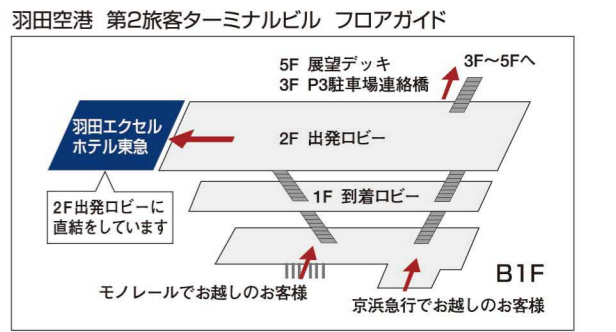 羽田空港 第2旅客ターミナルビル フロアガイド
5F 展望デッキ
3F P3駐車場連絡橋
3F～5Fへ
羽田エクセル
ホテル東急
2F 出発ロビー
2F出発ロビーに
直結をしています
1F 到着ロビー
B1F
モノレールでお越しのお客様
京浜急行でお越しのお客様